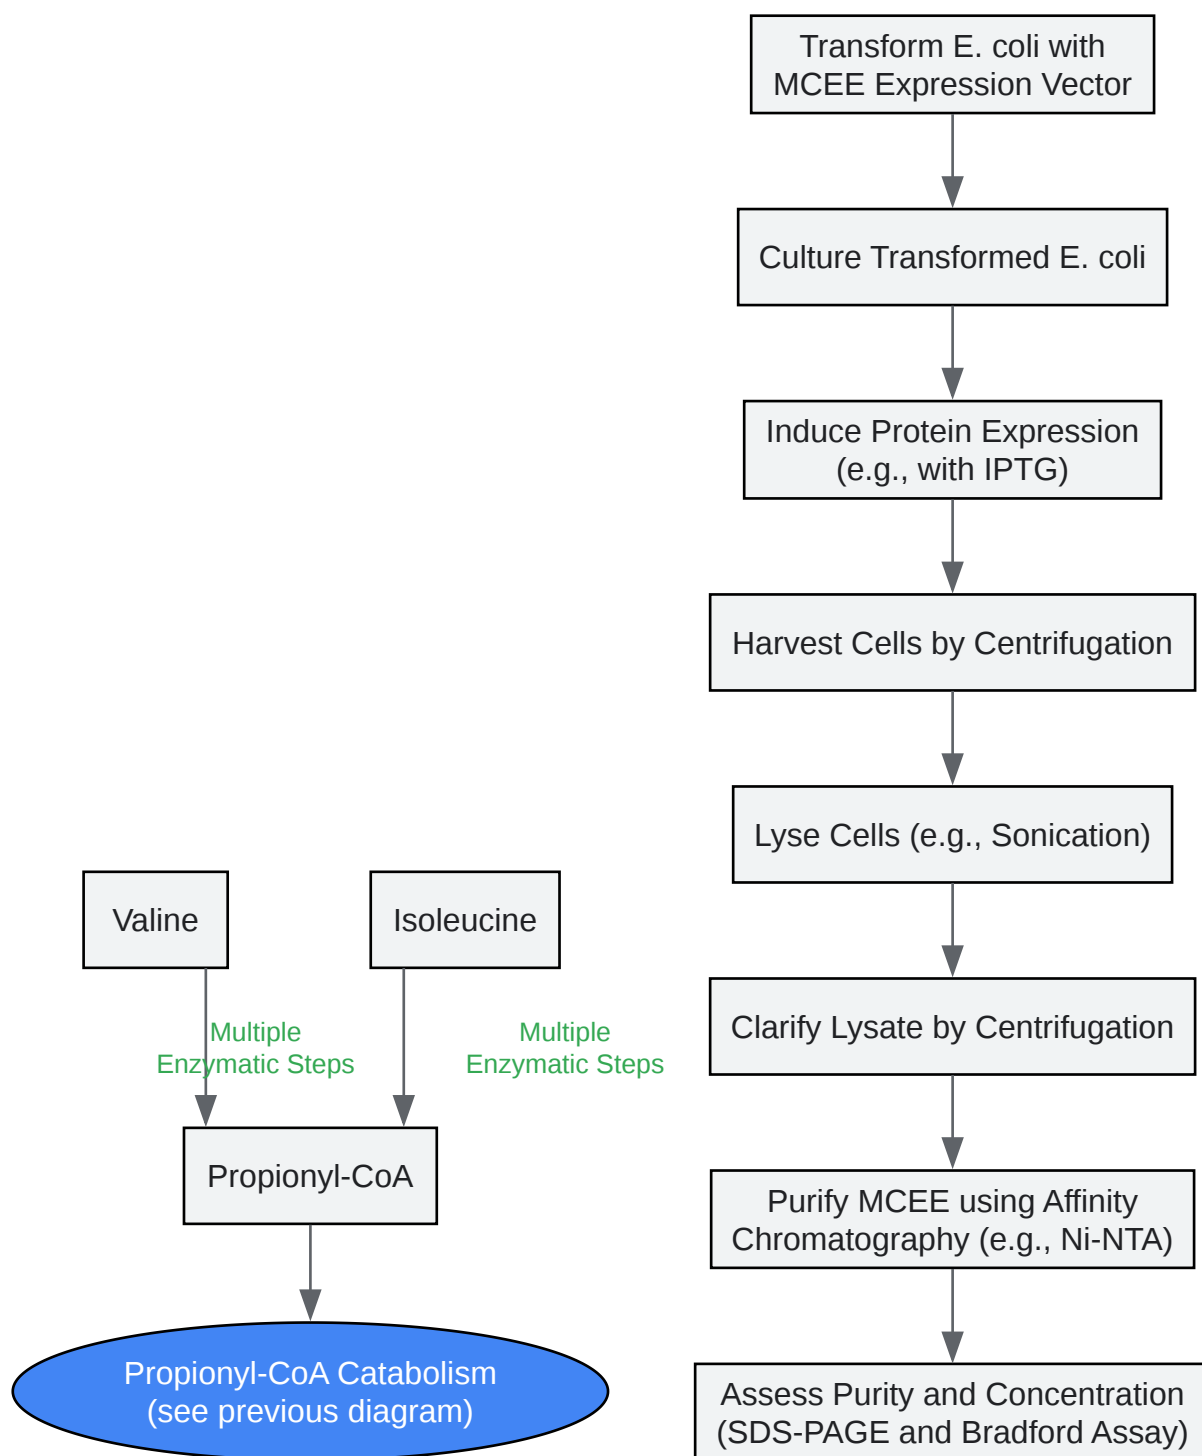 Transform E. coli with
MCEE Expression Vector
Culture Transformed E. coli
Induce Protein Expression
(e.g., with IPTG)
Harvest Cells by Centrifugation
Lyse Cells (e.g., Sonication)
Valine
Isoleucine
Multiple
Enzymatic Steps
Multiple
Enzymatic Steps
Clarify Lysate by Centrifugation
Propionyl-CoA
Purify MCEE using Affinity
Chromatography (e.g., Ni-NTA)
Propionyl-CoA Catabolism
(see previous diagram)
Assess Purity and Concentration
(SDS-PAGE and Bradford Assay)